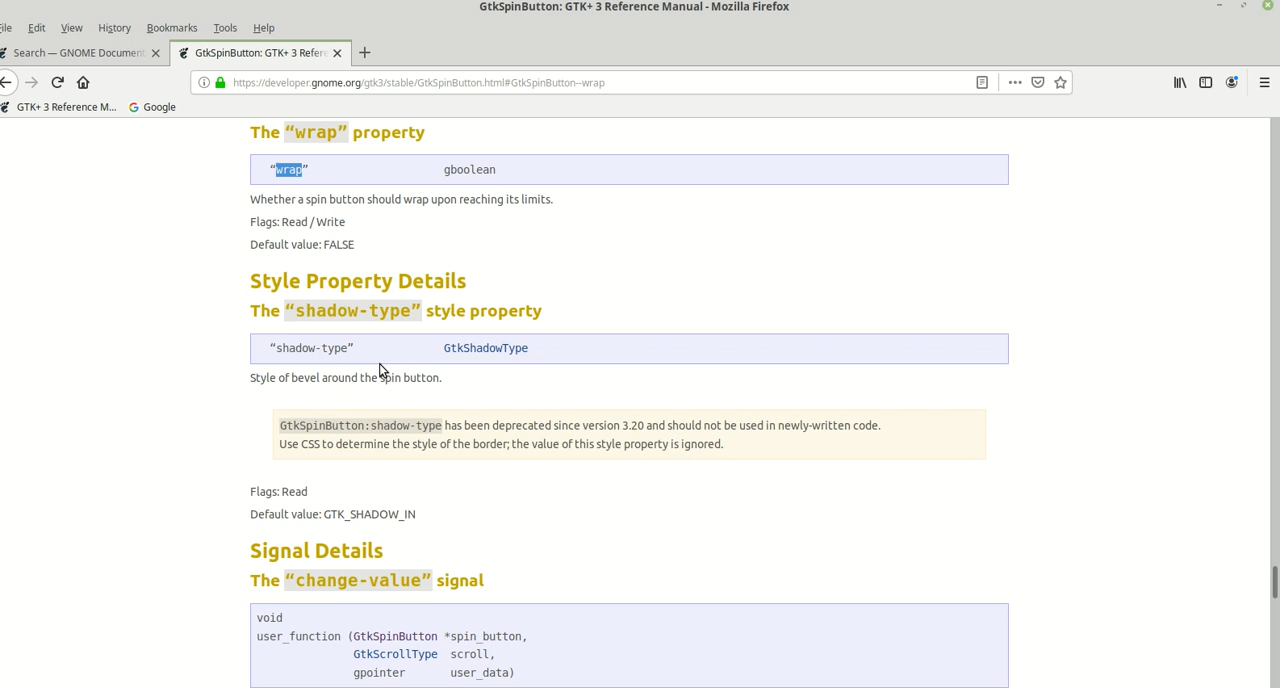 GtkSpinButton: GTK+ 3 Reference Manual - Mozilla Firefox
File Edit View History Bookmarks Tools Help
Search — GNOME Document
GtkSpinButton: GTK+ 3 Refere
https://developer.gnome.org/gtk3/stable/GtkSpinButton.html#GtkSpinButton--wrap
GTK+ 3 Reference M... Google
The “wrap” property
“wrap” gboolean
Whether a spin button should wrap upon reaching its limits.
Flags: Read / Write
Default value: FALSE
Style Property Details
The “shadow-type” style property
“shadow-type” GtkShadowType
Style of bevel around the spin button.
GtkSpinButton:shadow-type has been deprecated since version 3.20 and should not be used in newly-written code.
Use CSS to determine the style of the border; the value of this style property is ignored.
Flags: Read
Default value: GTK_SHADOW_IN
Signal Details
The “change-value” signal
void
user_function (GtkSpinButton *spin_button,
GtkScrollType scroll,
gpointer user_data)